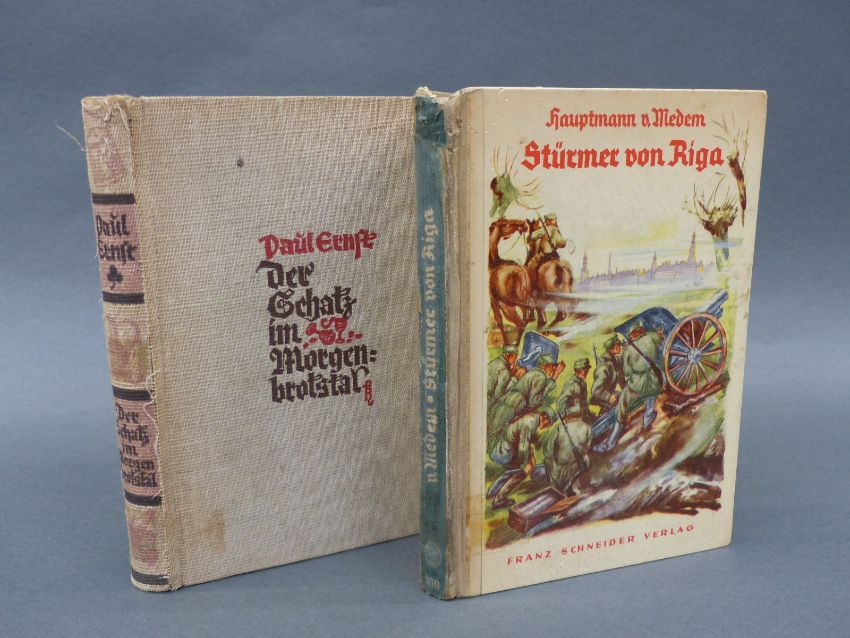 Paul
Ernst
Der
Schatz
im
Morgen
brotstal
Paul Ernst
Der
Schatz
im
Morgen=
brotstal
v. Medem • Stürmer von Riga
Hauptmann v. Medem
Stürmer von Riga
FRANZ SCHNEIDER VERLAG